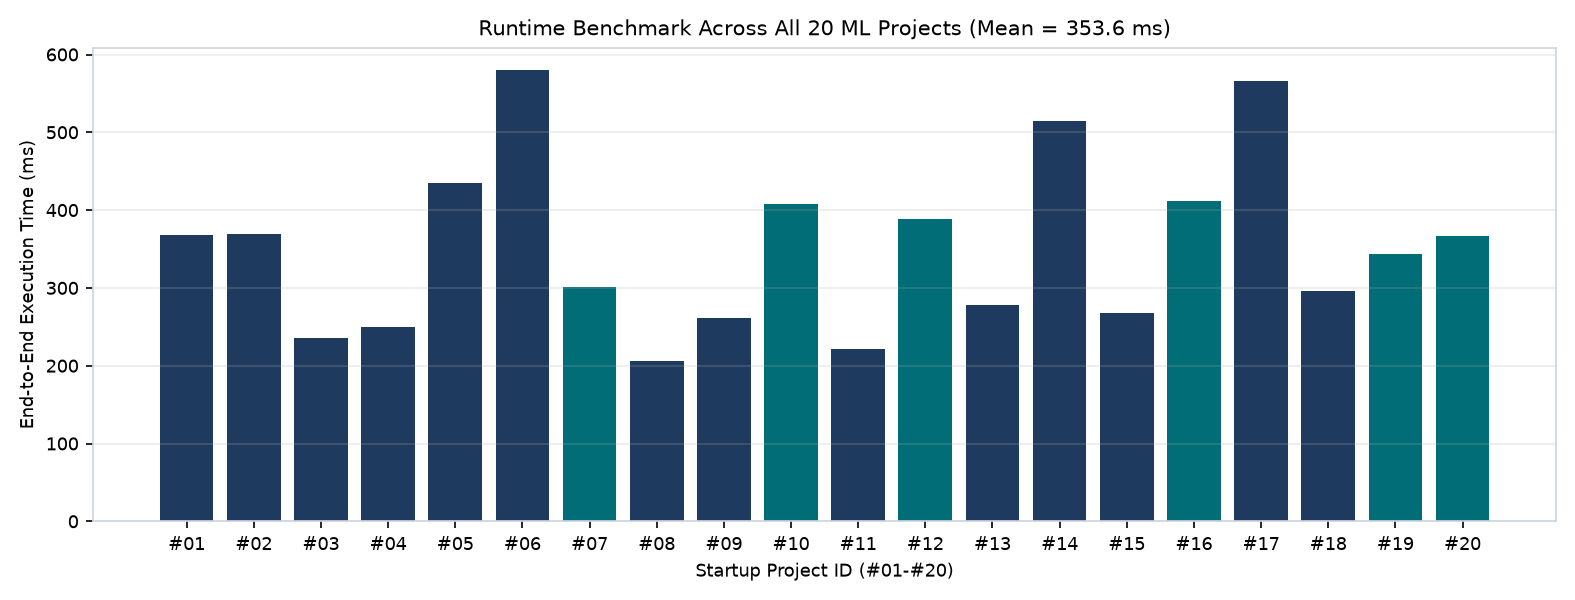 Runtime Benchmark Across All 20 ML Projects (Mean = 353.6 ms)
End-to-End Execution Time (ms)
600
500
400
300
200
100
0
#01 #02 #03 #04 #05 #06 #07 #08 #09 #10 #11 #12 #13 #14 #15 #16 #17 #18 #19 #20
Startup Project ID (#01-#20)